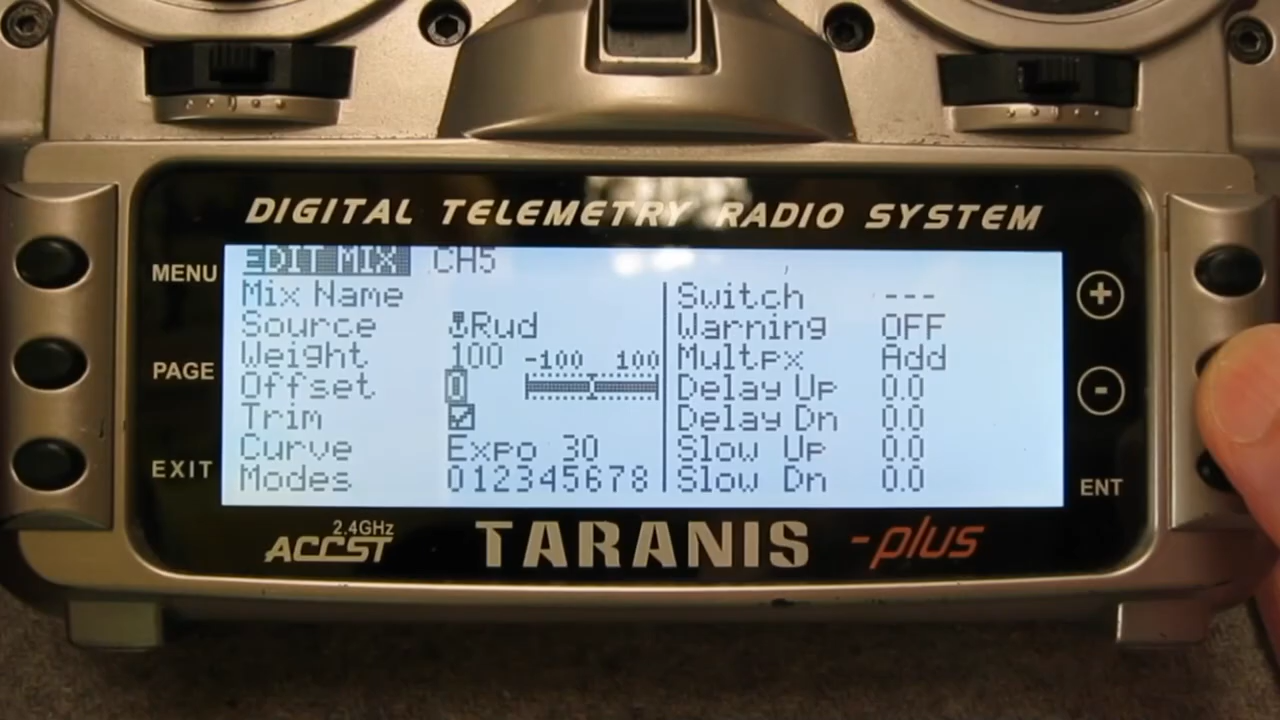 DIGITAL TELEMETRY RADIO SYSTEM
MENU
PAGE
EXIT
EDIT MIX CH5
Mix Name
Source Rud
Weight 100 -100 100
Offset 0
Trim
Curve Expo 30
Modes 012345678
Switch ---
Warning OFF
Multpx Add
Delay Up 0.0
Delay Dn 0.0
Slow Up 0.0
Slow Dn 0.0
+
-
ENT
2.4GHz
ACCST
TARANIS -plus